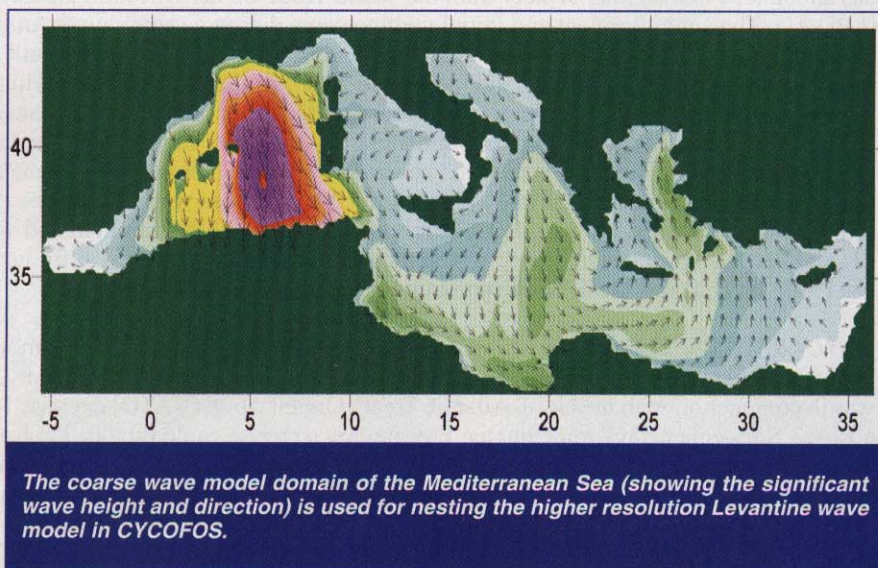 40
35
-5 0 5 10 15 20 25 30 35
The coarse wave model domain of the Mediterranean Sea (showing the significant
wave height and direction) is used for nesting the higher resolution Levantine wave
model in CYCOFOS.